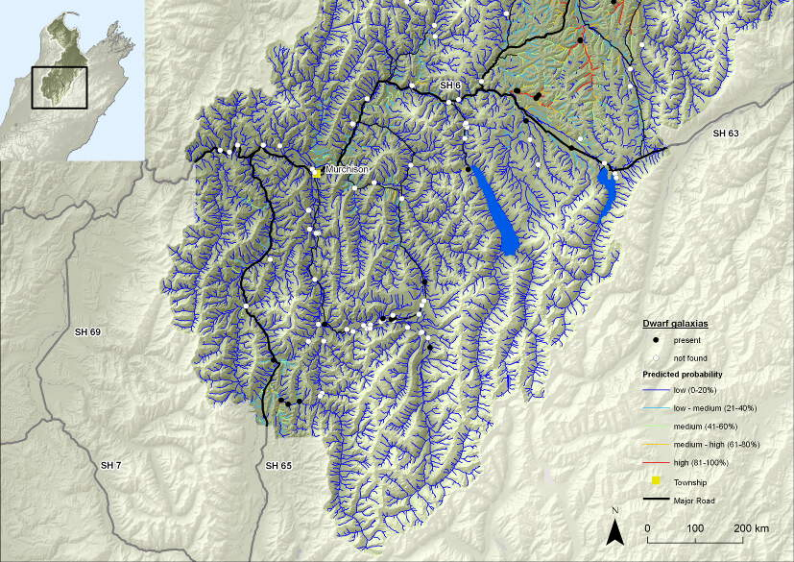 SH 6
SH 63
Murchison
SH 69
SH 7
SH 65
Dwarf galaxias
present
not found
Predicted probability
low (0-20%)
low - medium (21-40%)
medium (41-60%)
medium - high (61-80%)
high (81-100%)
Township
Major Road
N
0 100 200 km